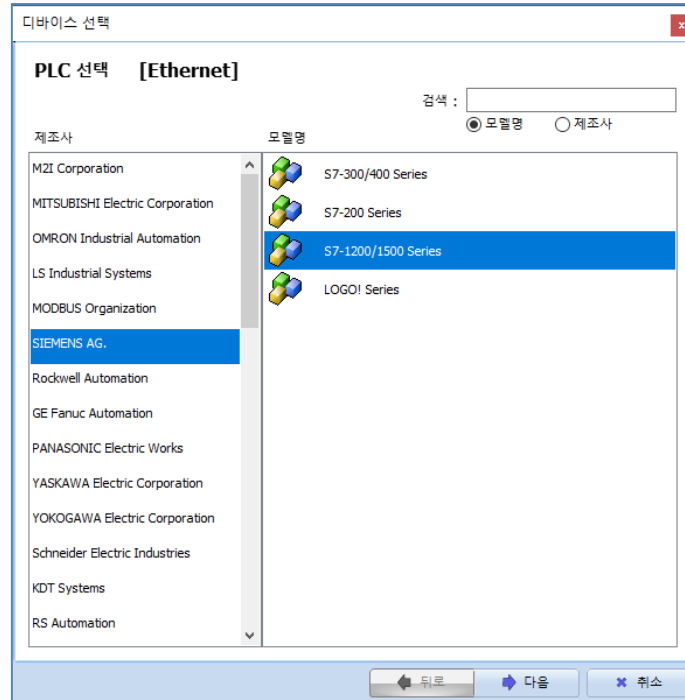 디바이스 선택
PLC 선택 [Ethernet]
검색 :
모델명 제조사
제조사
모델명
M2I Corporation
MITSUBISHI Electric Corporation
OMRON Industrial Automation
LS Industrial Systems
MODBUS Organization
SIEMENS AG.
Rockwell Automation
GE Fanuc Automation
PANASONIC Electric Works
YASKAWA Electric Corporation
YOKOGAWA Electric Corporation
Schneider Electric Industries
KDT Systems
RS Automation
S7-300/400 Series
S7-200 Series
S7-1200/1500 Series
LOGO! Series
뒤로 다음 취소